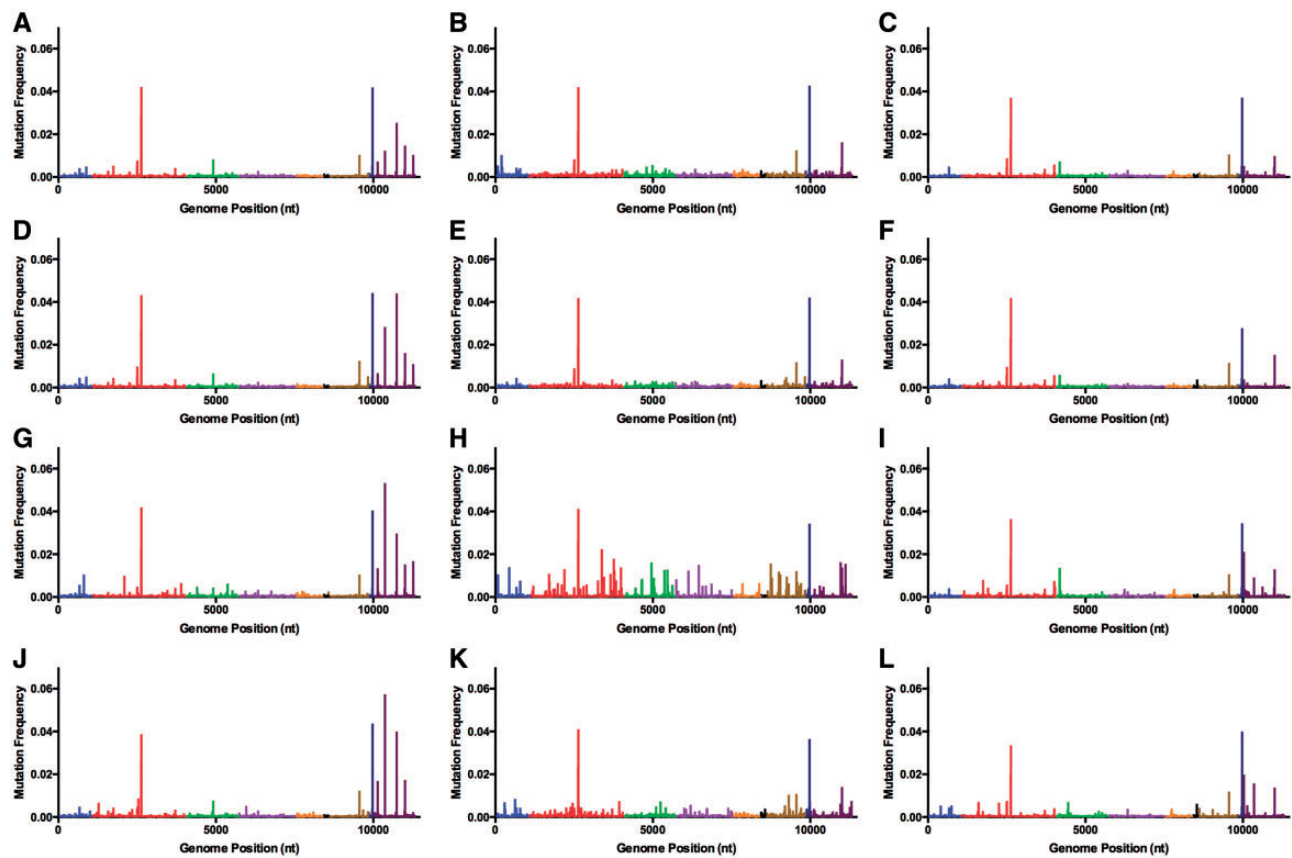 A B C
Mutation Frequency Mutation Frequency Mutation Frequency
0.06 0.06 0.06
0.04 0.04 0.04
0.02 0.02 0.02
0.00 0.00 0.00
0 5000 10000 0 5000 10000 0 5000 10000
Genome Position (nt) Genome Position (nt) Genome Position (nt)
D E F
Mutation Frequency Mutation Frequency Mutation Frequency
0.06 0.06 0.06
0.04 0.04 0.04
0.02 0.02 0.02
0.00 0.00 0.00
0 5000 10000 0 5000 10000 0 5000 10000
Genome Position (nt) Genome Position (nt) Genome Position (nt)
G H I
Mutation Frequency Mutation Frequency Mutation Frequency
0.06 0.06 0.06
0.04 0.04 0.04
0.02 0.02 0.02
0.00 0.00 0.00
0 5000 10000 0 5000 10000 0 5000 10000
Genome Position (nt) Genome Position (nt) Genome Position (nt)
J K L
Mutation Frequency Mutation Frequency Mutation Frequency
0.06 0.06 0.06
0.04 0.04 0.04
0.02 0.02 0.02
0.00 0.00 0.00
0 5000 10000 0 5000 10000 0 5000 10000
Genome Position (nt) Genome Position (nt) Genome Position (nt)